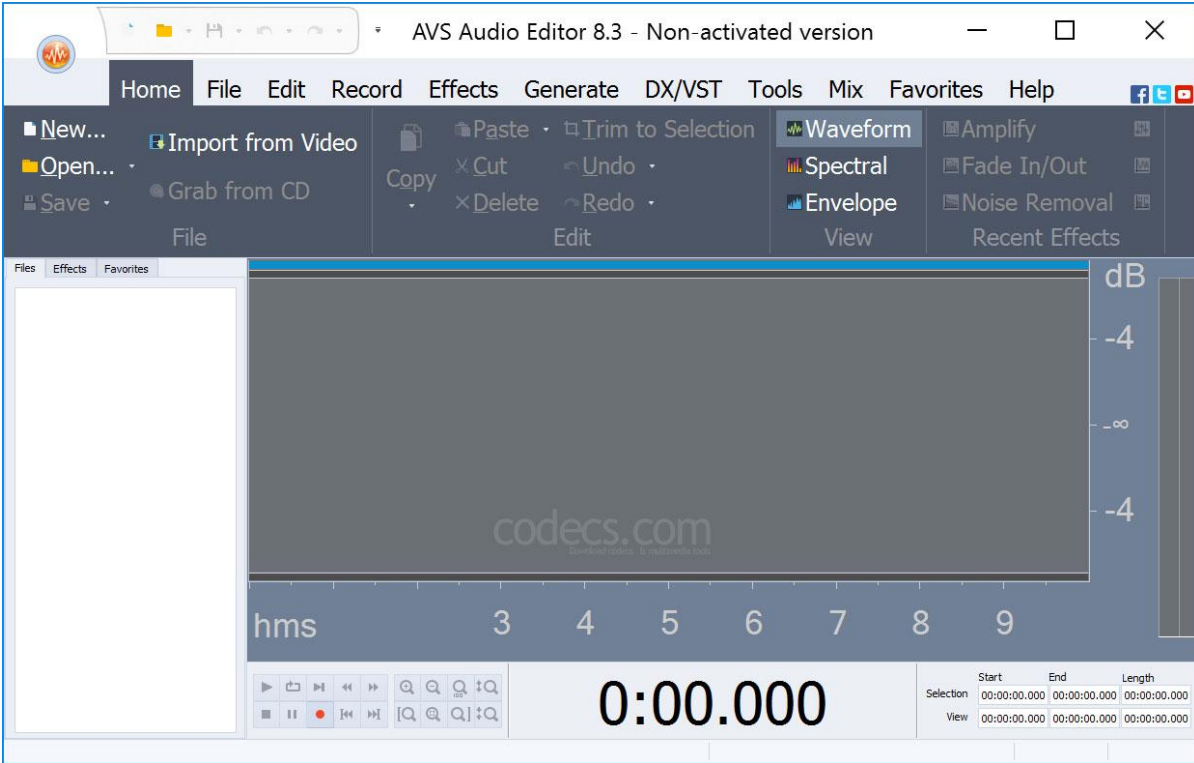 AVS Audio Editor 8.3 - Non-activated version
Home File Edit Record Effects Generate DX/VST Tools Mix Favorites Help
New... Import from Video Paste Trim to Selection Waveform Amplify
Open... Copy Cut Undo Spectral Fade In/Out
Save Grab from CD Delete Redo Envelope Noise Removal
File Edit View Recent Effects
Files Effects Favorites
dB
-4
-∞
-4
codecs.com
Download codecs & multimedia tools
hms 3 4 5 6 7 8 9
0:00.000
Start End Length
Selection 00:00:00.000 00:00:00.000 00:00:00.000
View 00:00:00.000 00:00:00.000 00:00:00.000